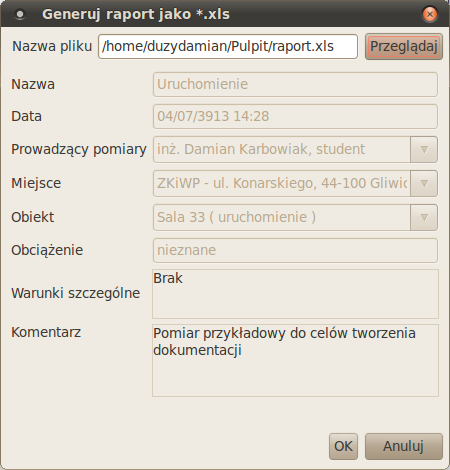 Generuj raport jako *.xls
Nazwa pliku /home/duzydamian/Pulpit/raport.xls Przeglądaj
Nazwa Uruchomienie
Data 04/07/3913 14:28
Prowadzący pomiary inż. Damian Karbowiak, student
Miejsce ZKiWP - ul. Konarskiego, 44-100 Gliwic
Obiekt Sala 33 ( uruchomienie )
Obciążenie nieznane
Warunki szczególne Brak
Komentarz Pomiar przykładowy do celów tworzenia
dokumentacji
OK Anuluj